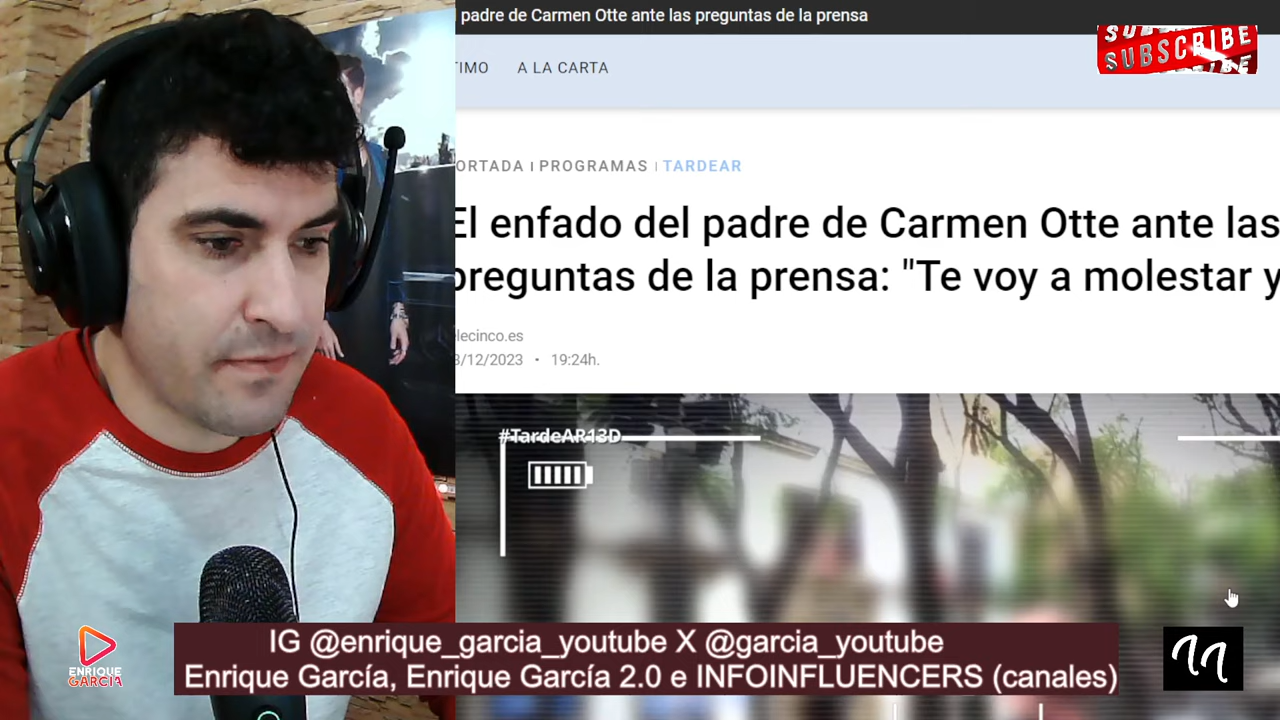 padre de Carmen Otte ante las preguntas de la prensa
SUBSCRIBE
TIMO A LA CARTA
ORTADA | PROGRAMAS | TARDEAR
El enfado del padre de Carmen Otte ante las
preguntas de la prensa: "Te voy a molestar y
lecinco.es
3/12/2023 • 19:24h.
#TardeAR13D
IG @enrique_garcia_youtube X @garcia_youtube
Enrique García, Enrique García 2.0 e INFOINFLUENCERS (canales)
ENRIQUE
GARCÍA